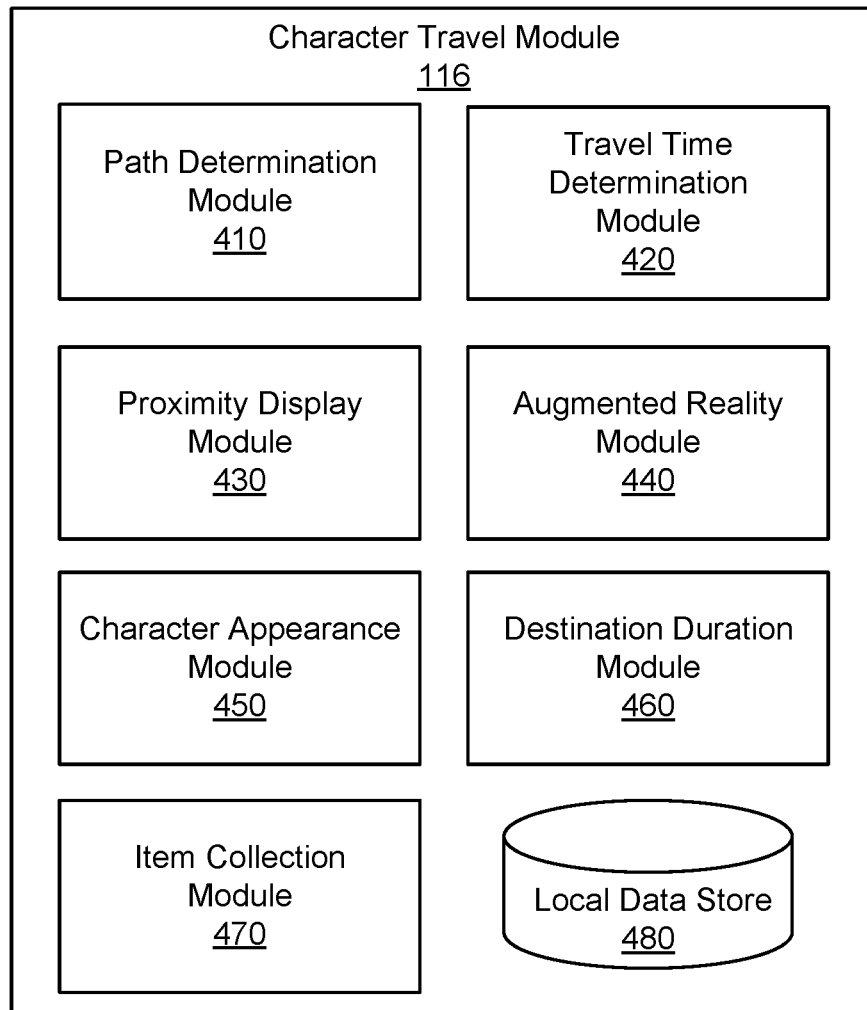 Character Travel Module
116
Path Determination
Module
410
Travel Time
Determination
Module
420
Proximity Display
Module
430
Augmented Reality
Module
440
Character Appearance
Module
450
Destination Duration
Module
460
Item Collection
Module
470
Local Data Store
480